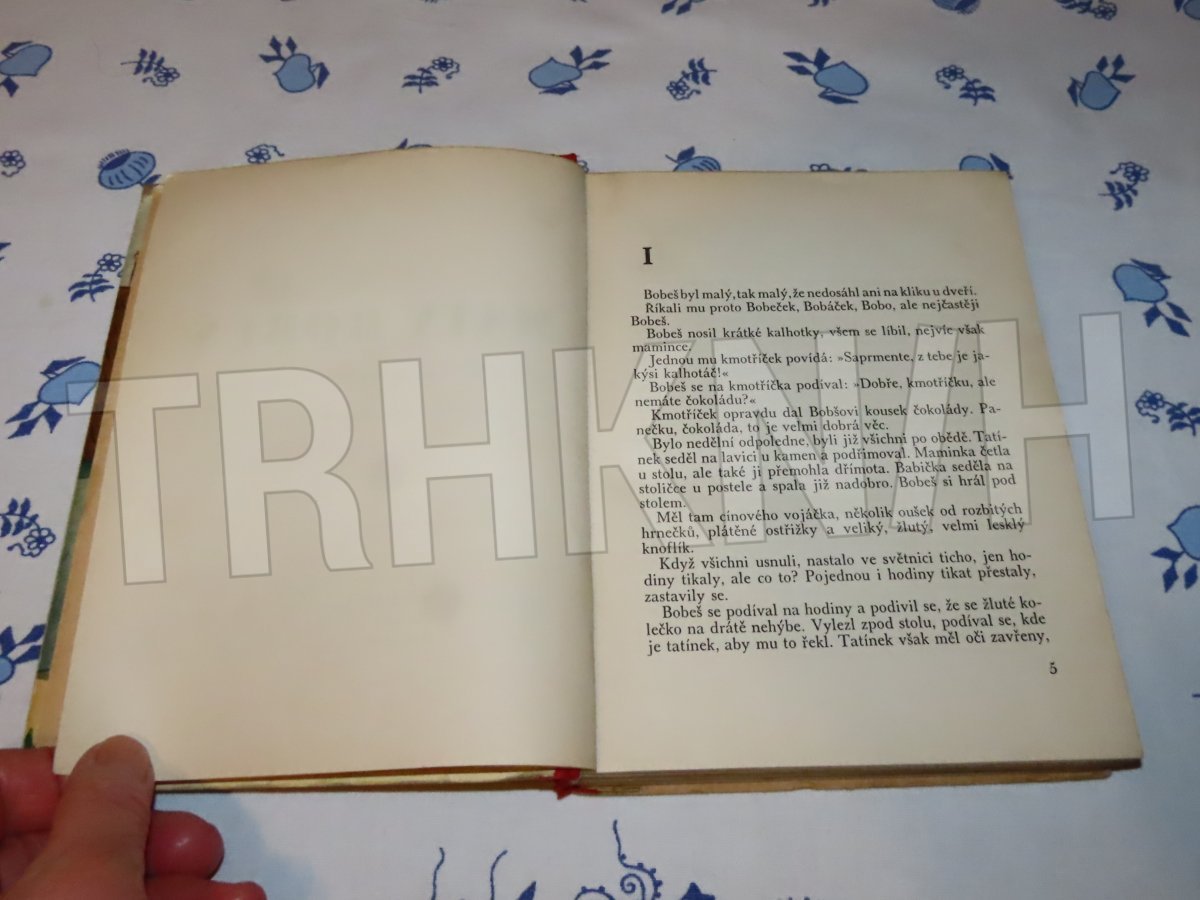 I
Bobeš byl malý, tak malý, že nedosáhl ani na kliku u dveří.
Říkali mu proto Bobeček, Bobáček, Bobo, ale nejčastěji
Bobeš.
Bobeš nosil krátké kalhotky, všem se líbil, nejvíe však
mamince.
Jednou mu kmotříček povídá: »Saprmente, z tebe je ja-
kýsi kalhotáč!«
Bobeš se na kmotříčka podíval: »Dobře, kmotříčku, ale
nemáte čokoládu?«
Kmotříček opravdu dal Bobšovi kousek čokolády. Pa-
nečku, čokoláda, to je velmi dobrá věc.
Bylo nedělní odpoledne, byli již všichni po obědě. Tatí-
nek seděl na lavici u kamen a podřimoval. Maminka četla
u stolu, ale také ji přemohla dřímota. Babička seděla na
stoličce u postele a spala již nadobro. Bobeš si hrál pod
stolem.
Měl tam cínového vojáčka, několik oušek od rozbitých
hrnečků, plátěné ostřižky a veliký, žlutý, velmi lesklý
knoflík.
Když všichni usnuli, nastalo ve světnici ticho, jen ho-
diny tikaly, ale co to? Pojednou i hodiny tikat přestaly,
zastavily se.
Bobeš se podíval na hodiny a podivil se, že se žluté ko-
lečko na drátě nehýbe. Vylezl zpod stolu, podíval se, kde
je tatínek, aby mu to řekl. Tatínek však měl oči zavřeny,
5
TRHKNIH